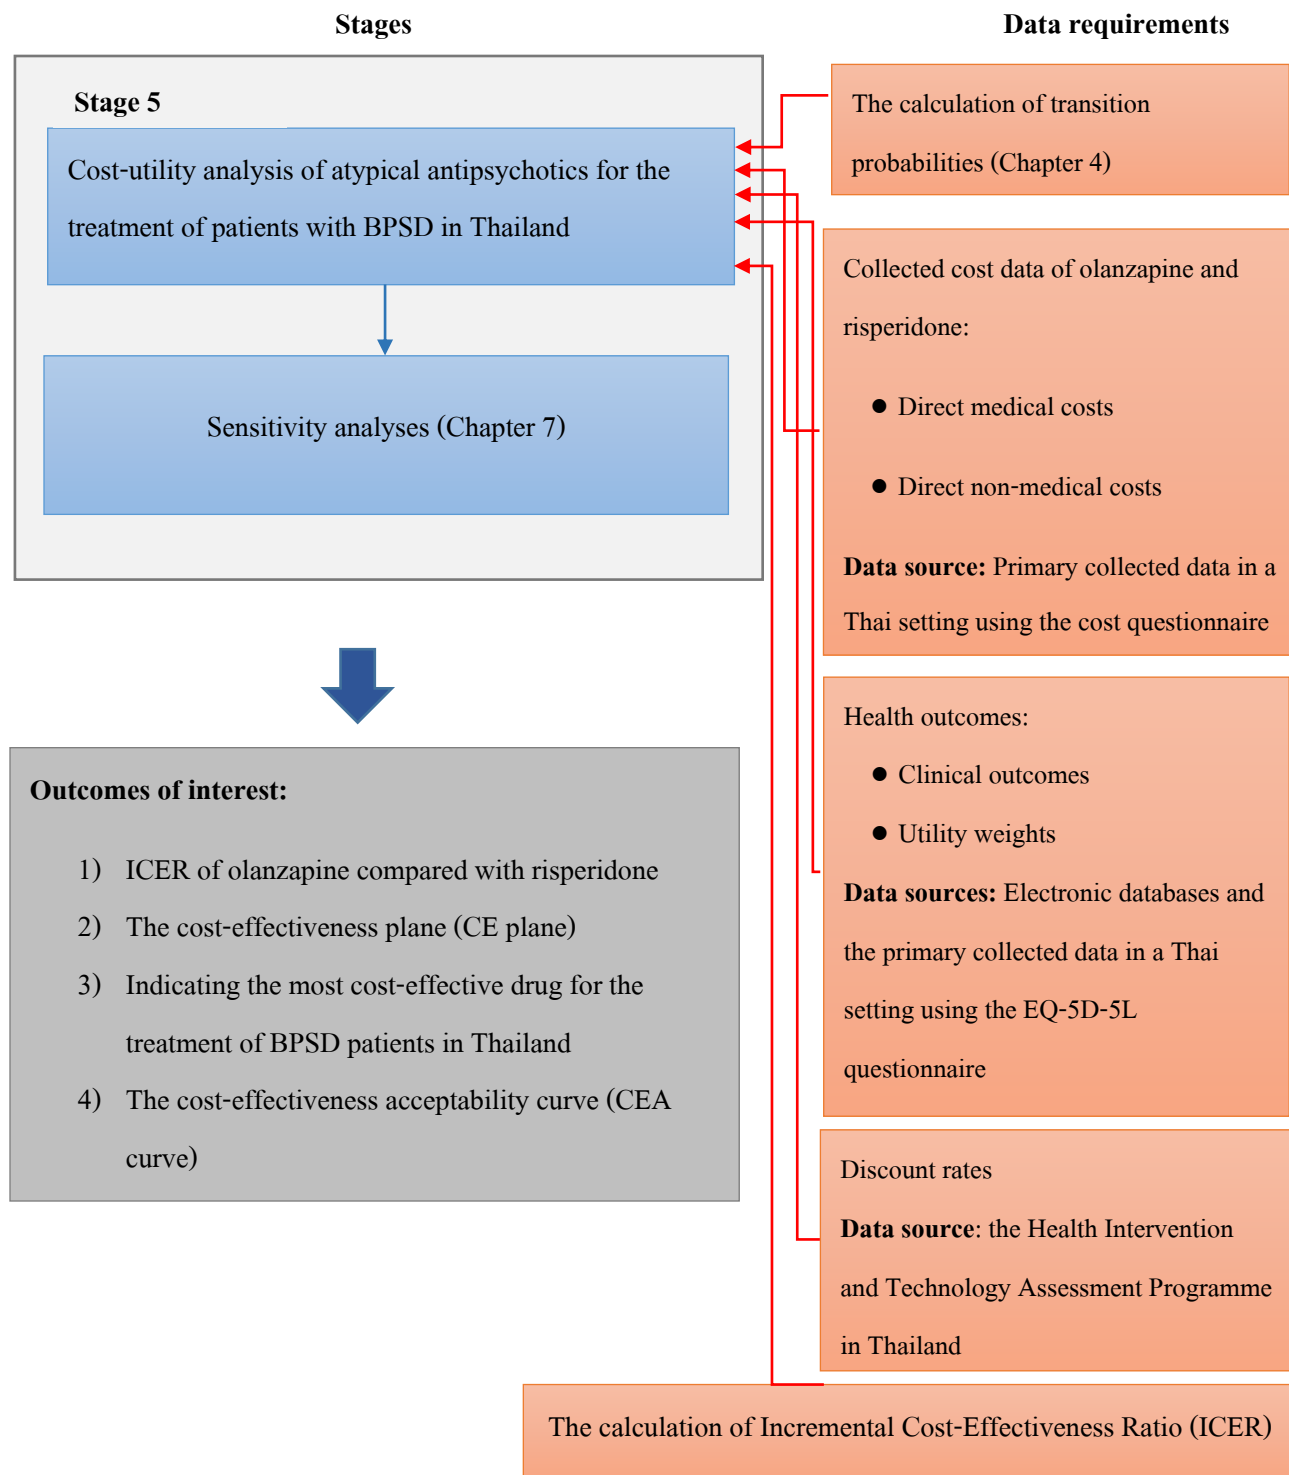 Stages
Data requirements
Stage 5
Cost-utility analysis of atypical antipsychotics for the
treatment of patients with BPSD in Thailand
Sensitivity analyses (Chapter 7)
Outcomes of interest:
1) ICER of olanzapine compared with risperidone
2) The cost-effectiveness plane (CE plane)
3) Indicating the most cost-effective drug for the
treatment of BPSD patients in Thailand
4) The cost-effectiveness acceptability curve (CEA
curve)
The calculation of transition
probabilities (Chapter 4)
Collected cost data of olanzapine and
risperidone:
● Direct medical costs
● Direct non-medical costs
Data source: Primary collected data in a
Thai setting using the cost questionnaire
Health outcomes:
● Clinical outcomes
● Utility weights
Data sources: Electronic databases and
the primary collected data in a Thai
setting using the EQ-5D-5L
questionnaire
Discount rates
Data source: the Health Intervention
and Technology Assessment Programme
in Thailand
The calculation of Incremental Cost-Effectiveness Ratio (ICER)